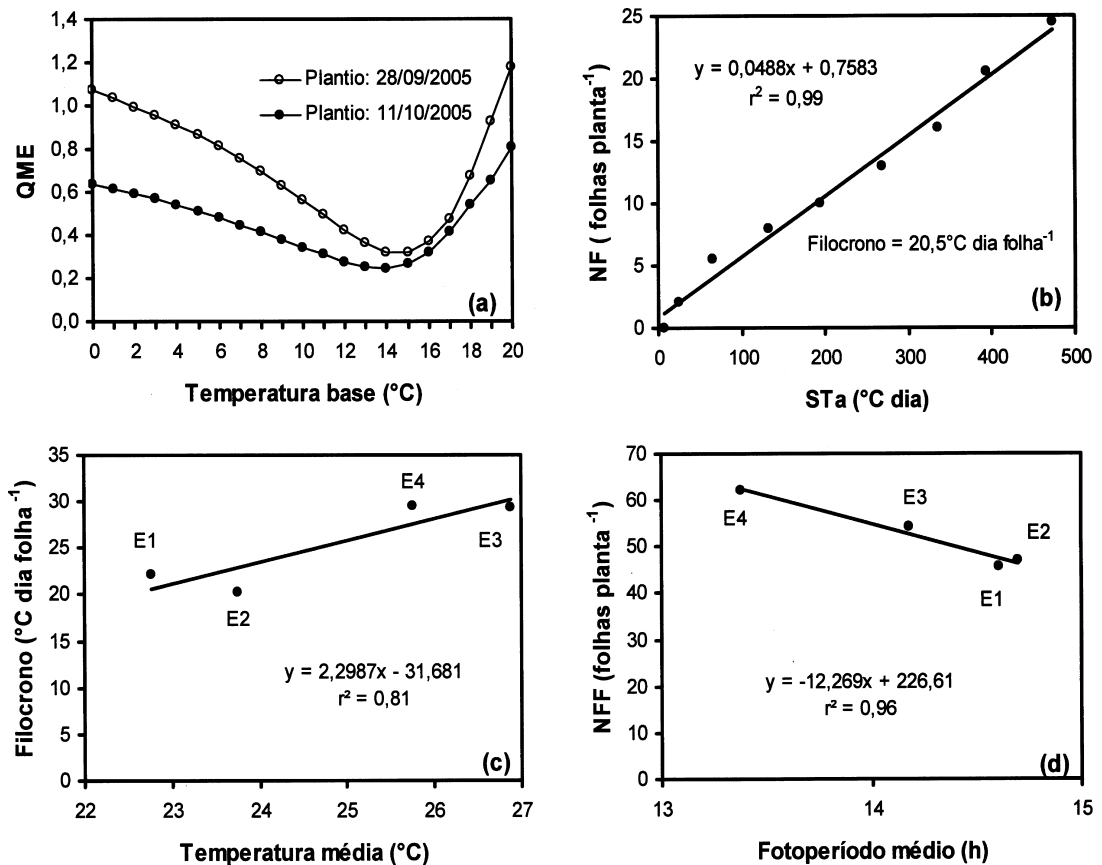 1,4
1,2
1,0
0,8
0,6
0,4
0,2
0,0
QME
Plantio: 28/09/2005
Plantio: 11/10/2005
(a)
0 2 4 6 8 10 12 14 16 18 20
Temperatura base (°C)
25
20
15
10
5
0
NF ( folhas planta⁻¹)
y = 0,0488x + 0,7583
r² = 0,99
Filocrono = 20,5°C dia folha⁻¹
(b)
0 100 200 300 400 500
STa (°C dia)
35
30
25
20
15
10
5
0
Filocrono (°C dia folha ⁻¹)
E1
E2
E4
E3
y = 2,2987x - 31,681
r² = 0,81
(c)
22 23 24 25 26 27
Temperatura média (°C)
70
60
50
40
30
20
10
0
NFF (folhas planta ⁻¹)
E4
E3
E2
E1
y = -12,269x + 226,61
r² = 0,96
(d)
13 14 15
Fotoperíodo médio (h)